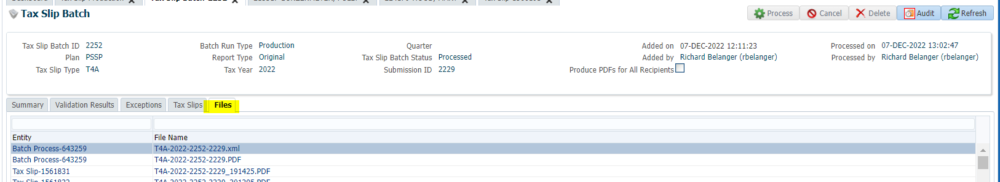 Tax Slip Batch
Process Cancel Delete Audit Refresh
Tax Slip Batch ID 2252 Batch Run Type Production Quarter Added on 07-DEC-2022 12:11:23 Processed on 07-DEC-2022 13:02:47
Plan PSSP Report Type Original Tax Slip Batch Status Processed Added by Richard Belanger (rbelanger) Processed by Richard Belanger (rbelanger)
Tax Slip Type T4A Tax Year 2022 Submission ID 2229 Produce PDFs for All Recipients
Summary Validation Results Exceptions Tax Slips Files
Entity File Name
Batch Process-643259 T4A-2022-2252-2229.xml
Batch Process-643259 T4A-2022-2252-2229.PDF
Tax Slip-1561831 T4A-2022-2252-2229_191425.PDF